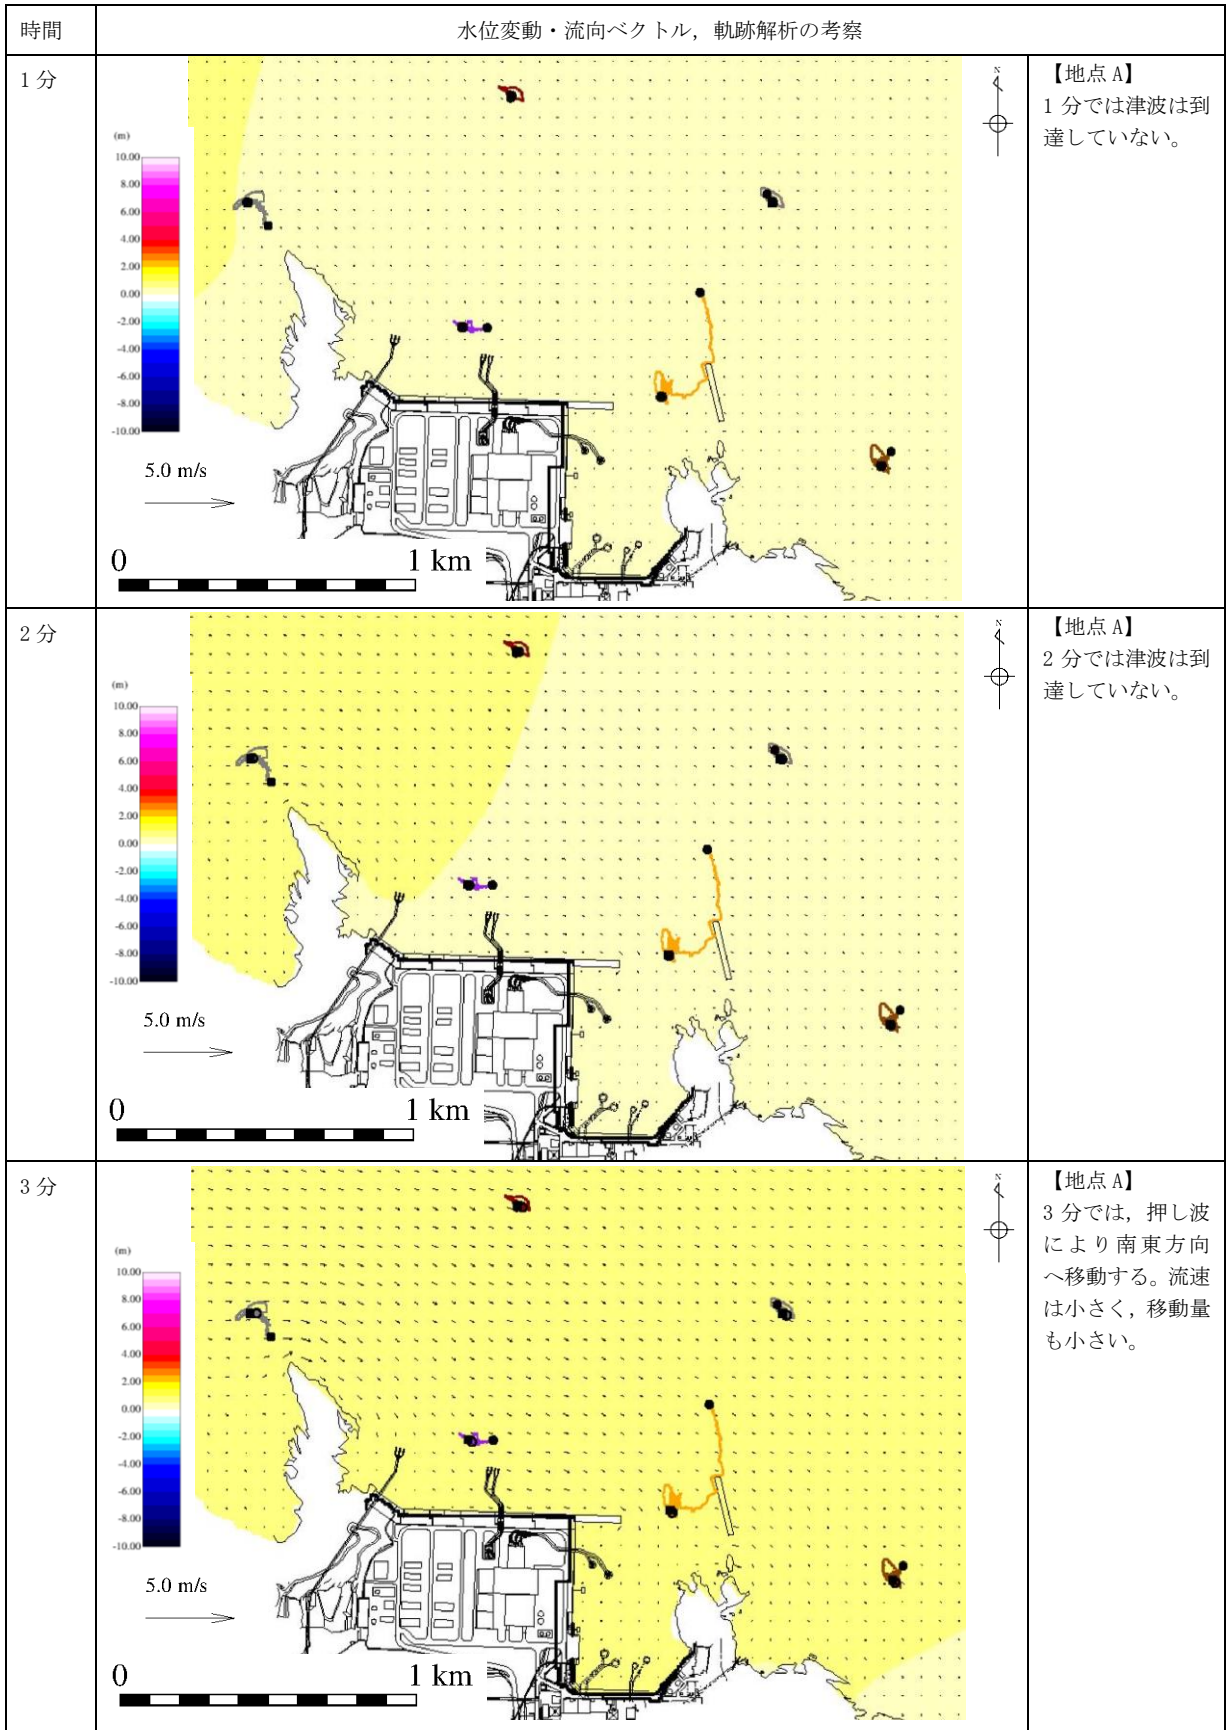 時間
水位変動・流向ベクトル，軌跡解析の考察
1 分
(m)
10.00
8.00
6.00
4.00
2.00
0.00
-2.00
-4.00
-6.00
-8.00
-10.00
5.0 m/s
0
1 km
N
【地点 A】
1 分では津波は到
達していない。
2 分
(m)
10.00
8.00
6.00
4.00
2.00
0.00
-2.00
-4.00
-6.00
-8.00
-10.00
5.0 m/s
0
1 km
N
【地点 A】
2 分では津波は到
達していない。
3 分
(m)
10.00
8.00
6.00
4.00
2.00
0.00
-2.00
-4.00
-6.00
-8.00
-10.00
5.0 m/s
0
1 km
N
【地点 A】
3 分では，押し波
により南東方向
へ移動する。流速
は小さく，移動量
も小さい。